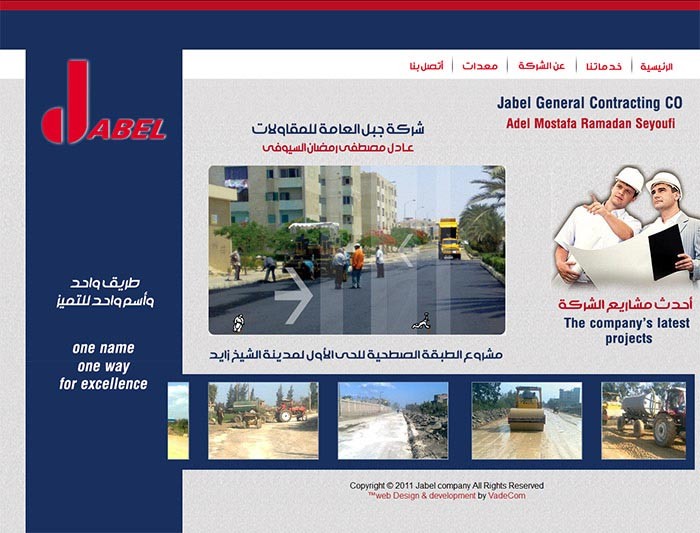 الرئيسية
خدماتنا
عن الشركة
معدات
أتصل بنا
JABEL
Jabel General Contracting CO
Adel Mostafa Ramadan Seyoufi
شركة جبل العامة للمقاولات
عادل مصطفى رمضان السيوفى
طريق واحد
وأسم واحد للتميز
one name
one way
for excellence
أحدث مشاريع الشركة
The company's latest
projects
مشروع الطبقة السطحية للحى الأول لمدينة الشيخ زايد
Copyright © 2011 Jabel company All Rights Reserved
™web Design & development by VadeCom